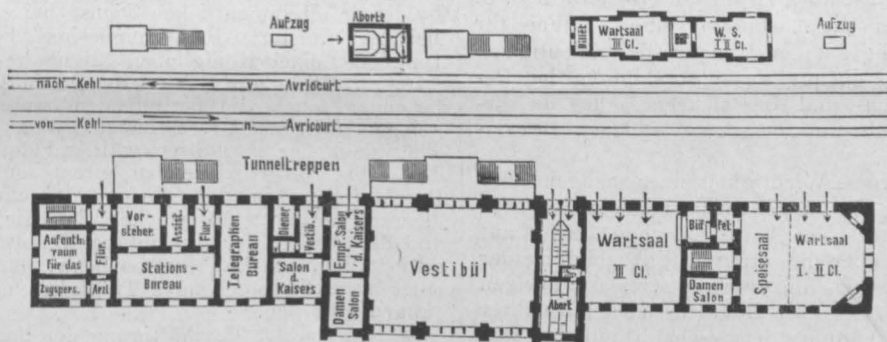 Aufzug
Aborte
Billet
Wartsaal
III Cl.
W. S.
I II Cl.
Aufzug
nach Kehl
v. Avricourt
von Kehl
n. Avricourt
Tunneltreppen
Aufenth.
raum
für das
Zugspers.
Flur.
Arzt
Vor-
steher.
Assist.
Flur.
Stations-
Bureau
Telegraphen
Bureau
Diener
Vestib.
Salon
d.
Kaisers
Empf. Salon
d. Kaisers
Damen
Salon
Vestibül
Abort
Wartsaal
III Cl.
Büf
fet
Damen
Salon
Speisesaal
Wartsaal
I. II Cl.